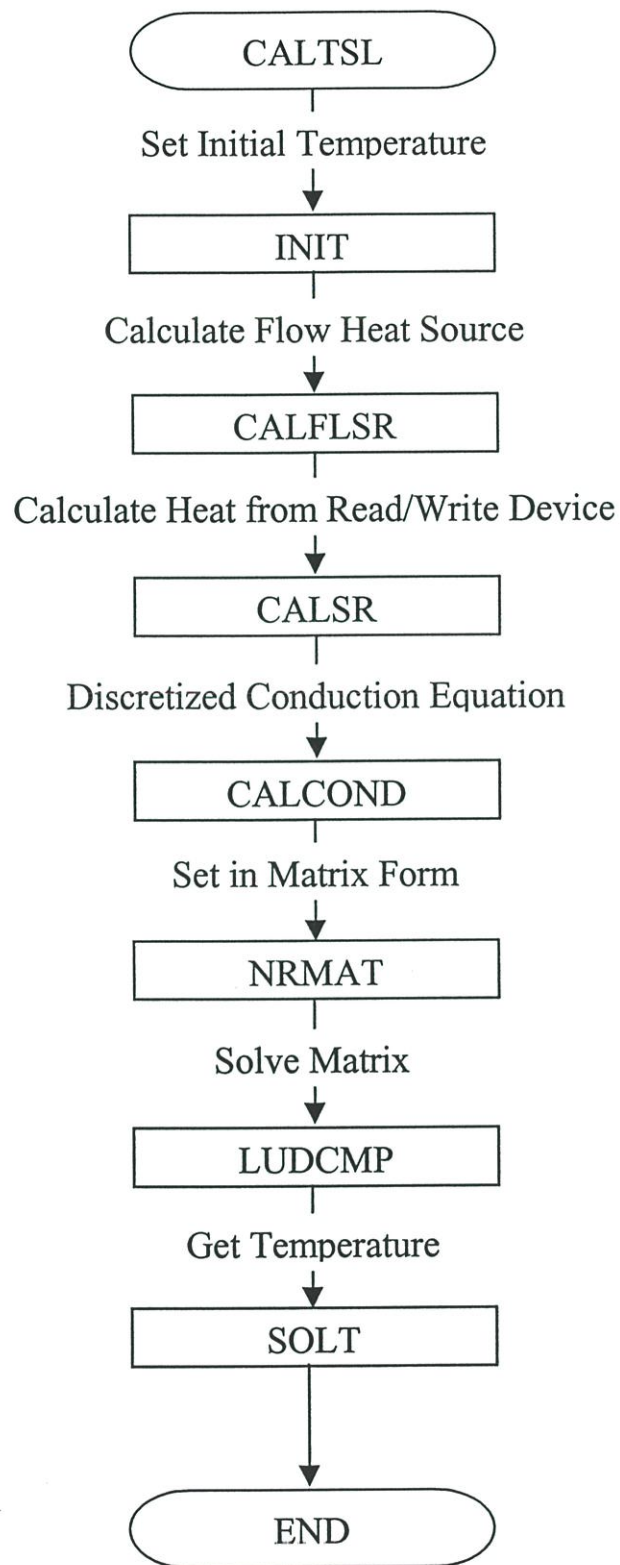 CALTSL
Set Initial Temperature
INIT
Calculate Flow Heat Source
CALFLSR
Calculate Heat from Read/Write Device
CALSR
Discretized Conduction Equation
CALCOND
Set in Matrix Form
NRMAT
Solve Matrix
LUDCMP
Get Temperature
SOLT
END